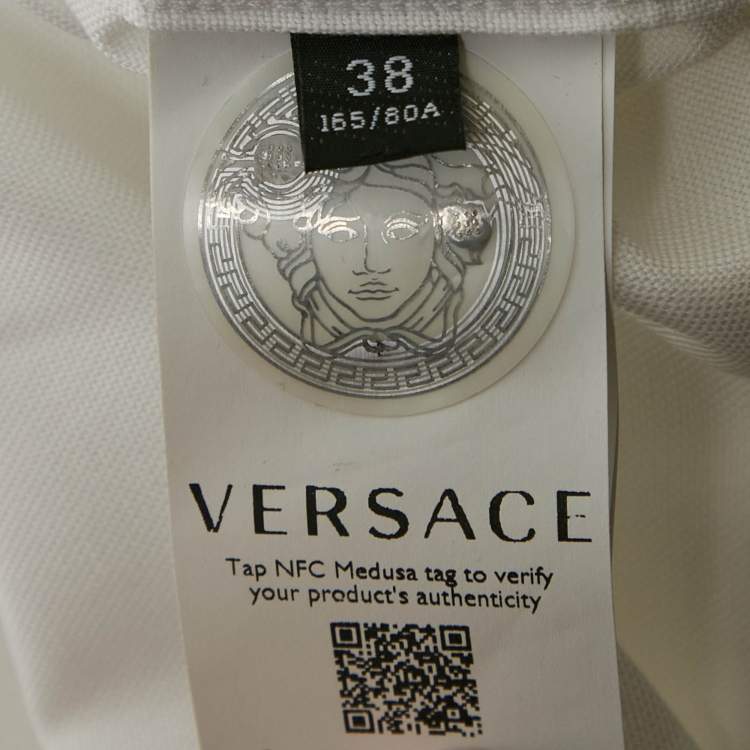 38
165/80A
VERSACE
Tap NFC Medusa tag to verify
your product's authenticity